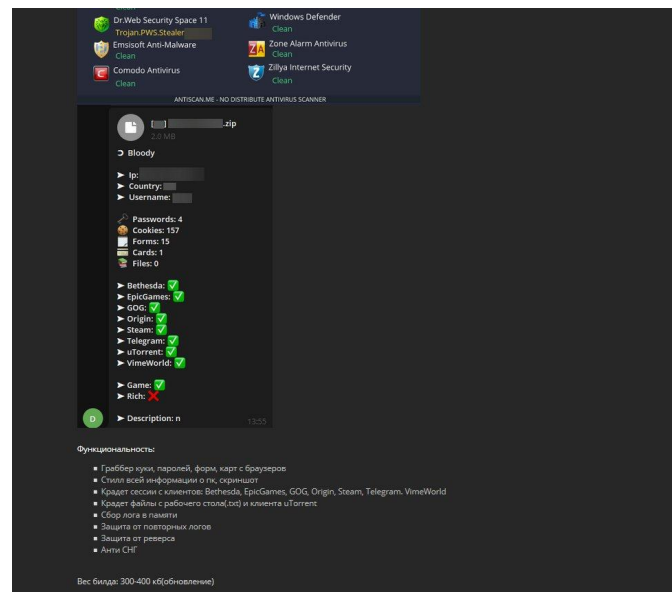 Dr.Web Security Space 11
Trojan.PWS.Stealer
Emsisoft Anti-Malware
Clean
Comodo Antivirus
Clean
Windows Defender
Clean
Zone Alarm Antivirus
Clean
Zillya Internet Security
Clean
ANTISCAN.ME - NO DISTRIBUTE ANTIVIRUS SCANNER
.zip
2.0 MB
Bloody
➤ Ip:
➤ Country:
➤ Username:
Passwords: 4
Cookies: 157
Forms: 15
Cards: 1
Files: 0
➤ Bethesda: ✅
➤ EpicGames: ✅
➤ GOG: ✅
➤ Origin: ✅
➤ Steam: ✅
➤ Telegram: ✅
➤ uTorrent: ✅
➤ VimeWorld: ✅
➤ Game: ✅
➤ Rich: ❌
➤ Description: n
13:55
D
Функциональность:
▪ Граббер куки, паролей, форм, карт с браузеров
▪ Стилл всей информации о пк, скриншот
▪ Крадет сессии с клиентов: Bethesda, EpicGames, GOG, Origin, Steam, Telegram. VimeWorld
▪ Крадет файлы с рабочего стола(.txt) и клиента uTorrent
▪ Сбор лога в памяти
▪ Защита от повторных логов
▪ Защита от реверса
▪ Анти СНГ
Вес билда: 300-400 кб(обновление)